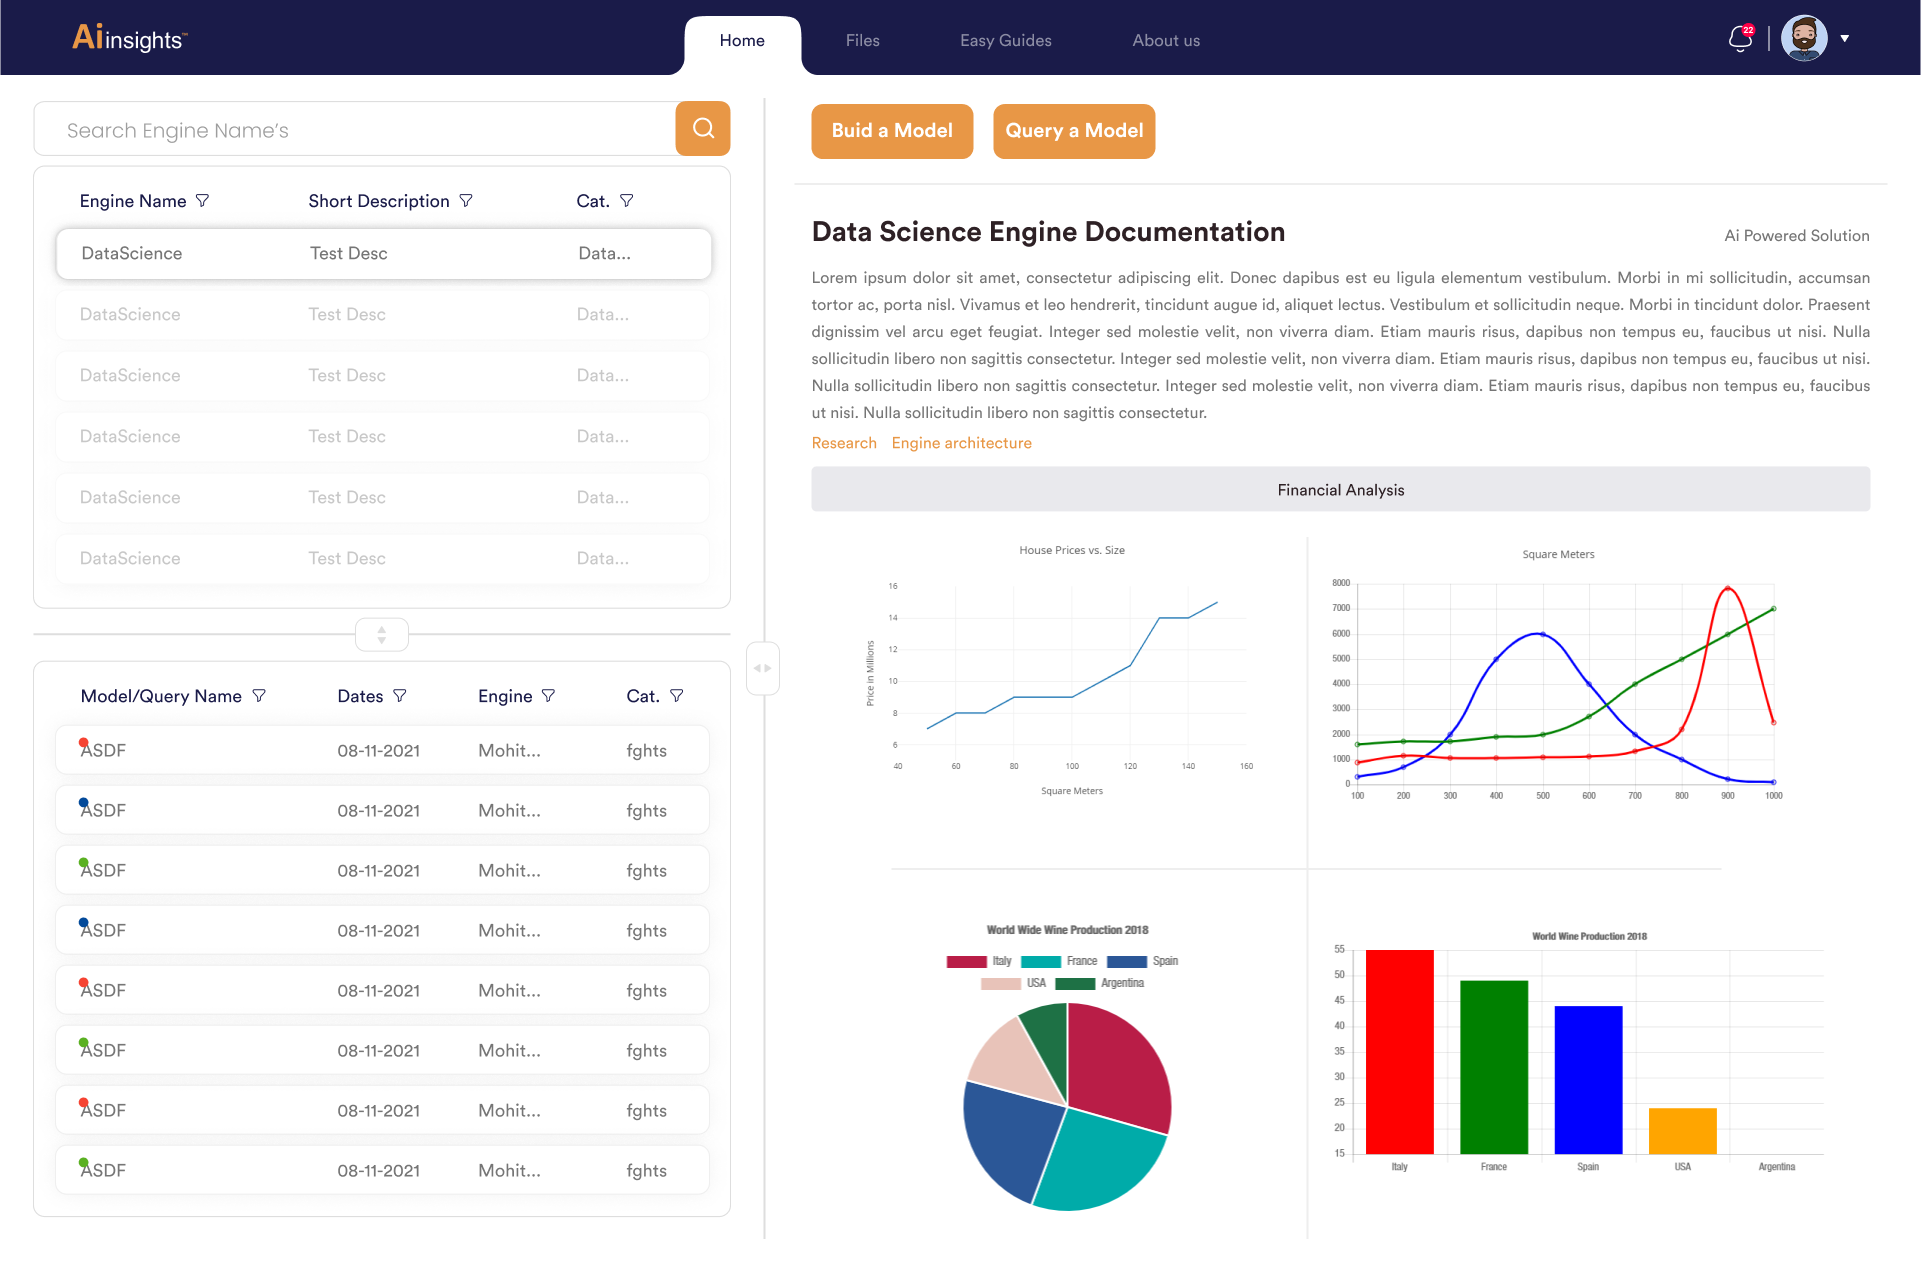 Ai insights™
Home
Files
Easy Guides
About us
22
Search Engine Name's
Engine Name
Short Description
Cat.
DataScience
Test Desc
Data...
DataScience
Test Desc
Data...
DataScience
Test Desc
Data...
DataScience
Test Desc
Data...
DataScience
Test Desc
Data...
DataScience
Test Desc
Data...
Model/Query Name
Dates
Engine
Cat.
ASDF
08-11-2021
Mohit...
fghts
ASDF
08-11-2021
Mohit...
fghts
ASDF
08-11-2021
Mohit...
fghts
ASDF
08-11-2021
Mohit...
fghts
ASDF
08-11-2021
Mohit...
fghts
ASDF
08-11-2021
Mohit...
fghts
ASDF
08-11-2021
Mohit...
fghts
ASDF
08-11-2021
Mohit...
fghts
Buid a Model
Query a Model
Data Science Engine Documentation
Ai Powered Solution
Lorem ipsum dolor sit amet, consectetur adipiscing elit. Donec dapibus est eu ligula elementum vestibulum. Morbi in mi sollicitudin, accumsan
tortor ac, porta nisl. Vivamus et leo hendrerit, tincidunt augue id, aliquet lectus. Vestibulum et sollicitudin neque. Morbi in tincidunt dolor. Praesent
dignissim vel arcu eget feugiat. Integer sed molestie velit, non viverra diam. Etiam mauris risus, dapibus non tempus eu, faucibus ut nisi. Nulla
sollicitudin libero non sagittis consectetur. Integer sed molestie velit, non viverra diam. Etiam mauris risus, dapibus non tempus eu, faucibus ut nisi.
Nulla sollicitudin libero non sagittis consectetur. Integer sed molestie velit, non viverra diam. Etiam mauris risus, dapibus non tempus eu, faucibus
ut nisi. Nulla sollicitudin libero non sagittis consectetur.
Research
Engine architecture
Financial Analysis
House Prices vs. Size
Price in Millions
16
14
12
10
8
6
40 60 80 100 120 140 160
Square Meters
Square Meters
8000
7000
6000
5000
4000
3000
2000
1000
0
100 200 300 400 500 600 700 800 900 1000
World Wide Wine Production 2018
Italy France Spain
USA Argentina
World Wine Production 2018
55
50
45
40
35
30
25
20
15
Italy France Spain USA Argentina